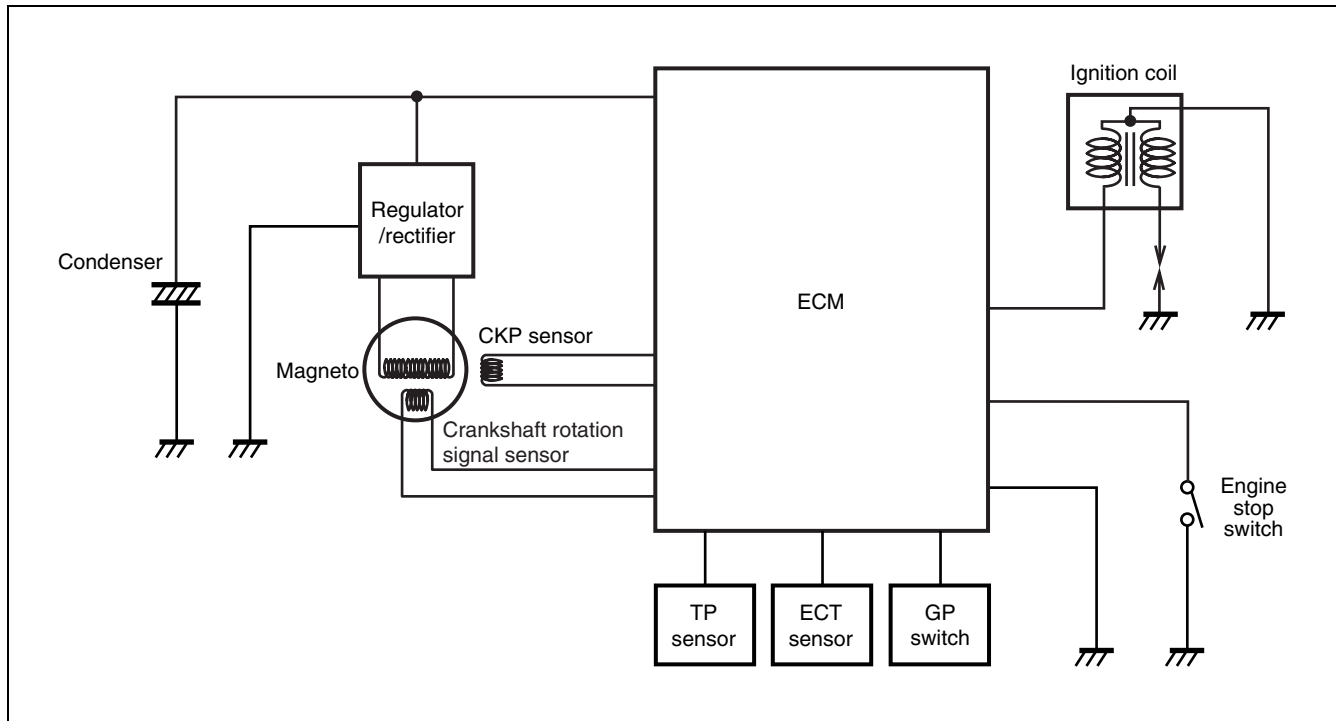 Ignition coil
Regulator
/rectifier
Condenser
ECM
CKP sensor
Magneto
Crankshaft rotation
signal sensor
Engine
stop
switch
TP
sensor
ECT
sensor
GP
switch